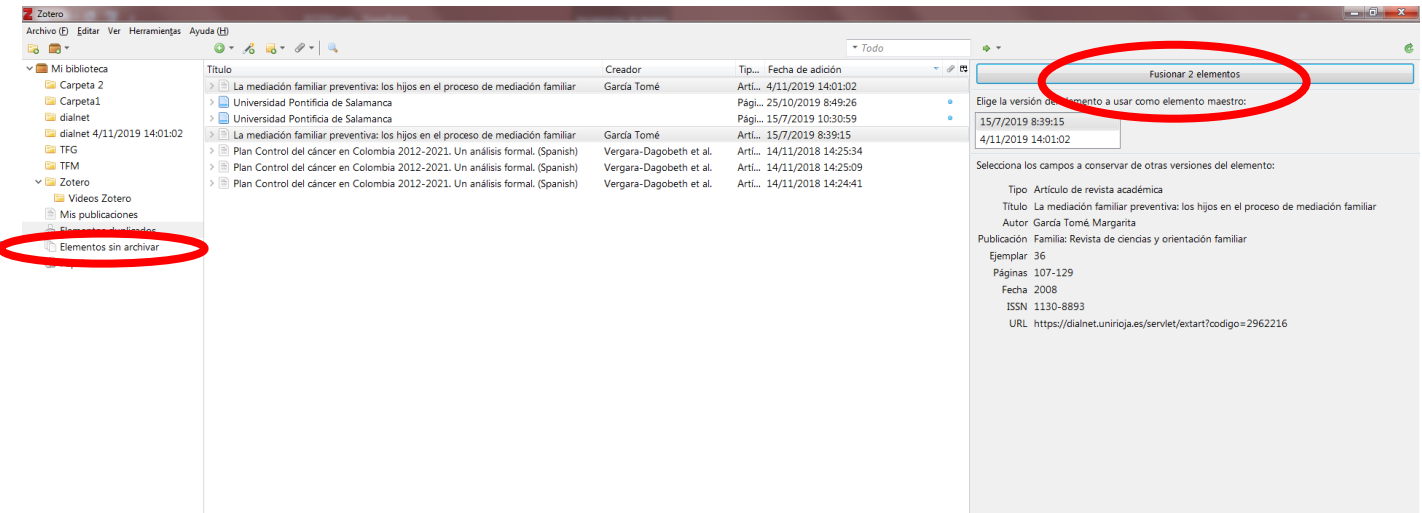 Zotero
Archivo (F) Editar Ver Herramientas Ayuda (H)
Todo
Mi biblioteca
Carpeta 2
Carpeta1
dialnet
dialnet 4/11/2019 14:01:02
TFG
TFM
Zotero
Videos Zotero
Mis publicaciones
Elementos duplicados
Elementos sin archivar
Título Creador Tip... Fecha de adición
La mediación familiar preventiva: los hijos en el proceso de mediación familiar García Tomé Artí... 4/11/2019 14:01:02
Universidad Pontificia de Salamanca Pági... 25/10/2019 8:49:26
Universidad Pontificia de Salamanca Pági... 15/7/2019 10:30:59
La mediación familiar preventiva: los hijos en el proceso de mediación familiar García Tomé Artí... 15/7/2019 8:39:15
Plan Control del cáncer en Colombia 2012-2021. Un análisis formal. (Spanish) Vergara-Dagobeth et al. Artí... 14/11/2018 14:25:34
Plan Control del cáncer en Colombia 2012-2021. Un análisis formal. (Spanish) Vergara-Dagobeth et al. Artí... 14/11/2018 14:25:09
Plan Control del cáncer en Colombia 2012-2021. Un análisis formal. (Spanish) Vergara-Dagobeth et al. Artí... 14/11/2018 14:24:41
Fusionar 2 elementos
Elige la versión del elemento a usar como elemento maestro:
15/7/2019 8:39:15
4/11/2019 14:01:02
Selecciona los campos a conservar de otras versiones del elemento:
Tipo Artículo de revista académica
Título La mediación familiar preventiva: los hijos en el proceso de mediación familiar
Autor García Tomé, Margarita
Publicación Familia: Revista de ciencias y orientación familiar
Ejemplar 36
Páginas 107-129
Fecha 2008
ISSN 1130-8893
URL https://dialnet.unirioja.es/servlet/extart?codigo=2962216